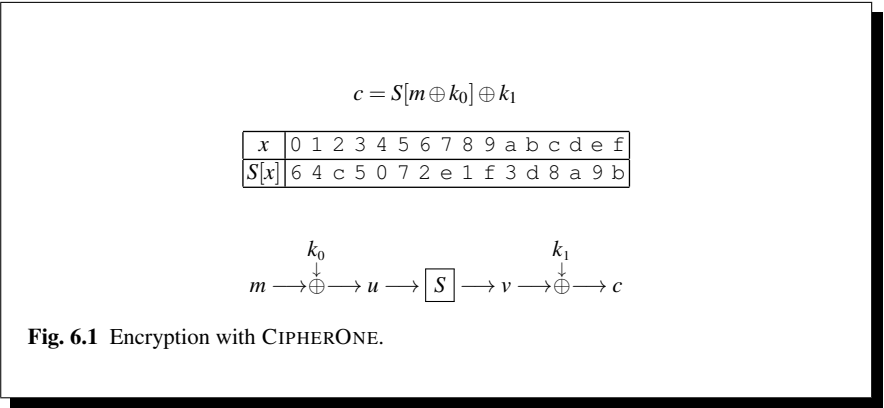 c = S[m ⊕ k₀] ⊕ k₁
x 0 1 2 3 4 5 6 7 8 9 a b c d e f
S[x] 6 4 c 5 0 7 2 e 1 f 3 d 8 a 9 b
k₀ k₁
m ⟶ ⊕ ⟶ u ⟶ S ⟶ v ⟶ ⊕ ⟶ c
Fig. 6.1 Encryption with CIPHERONE.